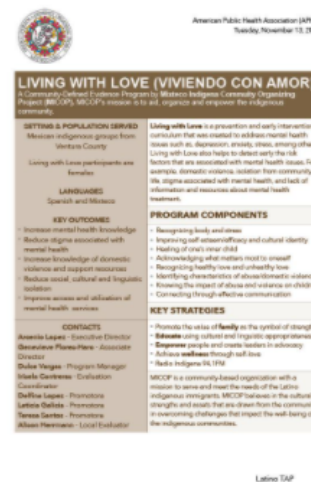 American Public Health Association (AP
Tuesday, November 13, 20
LIVING WITH LOVE (VIVIENDO CON AMOR)
A Community-Defined Evidence Program by Mixteco Indigena Community Organizing
Project (MICOP). MICOP's mission is to aid, organize and empower the indigenous
community.
SETTING & POPULATION SERVED
Mexican indigenous groups from
Ventura County
Living with Love participants are
females
LANGUAGES
Spanish and Mixteco
KEY OUTCOMES
- Increase mental health knowledge
- Reduce stigma associated with
mental health
- Increase knowledge of domestic
violence and support resources
- Reduce social, cultural and linguistic
isolation
- Improve access and utilization of
mental health services
CONTACTS
Arcenio Lopez - Executive Director
Genevieve Flores-Haro - Associate
Director
Dulce Vargas - Program Manager
Irisela Contreras - Evaluation
Coordinator
Delfina Lopez - Promotora
Leticia Galicia - Promotora
Teresa Santos - Promotora
Alison Hernivanic - Local Evaluator
Living with Love is a prevention and early intervention
curriculum that was created to address mental health
issues such as, depression, anxiety, stress, among othe
Living with Love also helps to detect early the risk
factors that are associated with mental health issues. Fo
example, domestic violence, isolation from community
life, stigma associated with mental health, and lack of
information and resources about mental health
treatment.
PROGRAM COMPONENTS
- Recognizing body and stress
- Improving self esteem/efficacy and cultural identity
- Healing of one's inner child
- Acknowledging what matters most to oneself
- Recognizing healthy love and unhealthy love
- Identifying characteristics of abuse/domestic violenc
- Knowing the impact of abuse and violence on childr
- Connecting through effective communication
KEY STRATEGIES
- Promote the value of family as the symbol of strengt
- Educate using cultural and linguistic appropriateness
- Empower people and create leaders in advocacy
- Achieve wellness through self-love
- Radio Indigena 94.1FM
MICOP is a community-based organization with a
mission to serve and meet the needs of the Latino
indigenous immigrants. MICOP believes in the cultural
strengths and assets that are drawn from the commun
in overcoming challenges that impact the well-being o
the indigenous communities.
Latino TAP